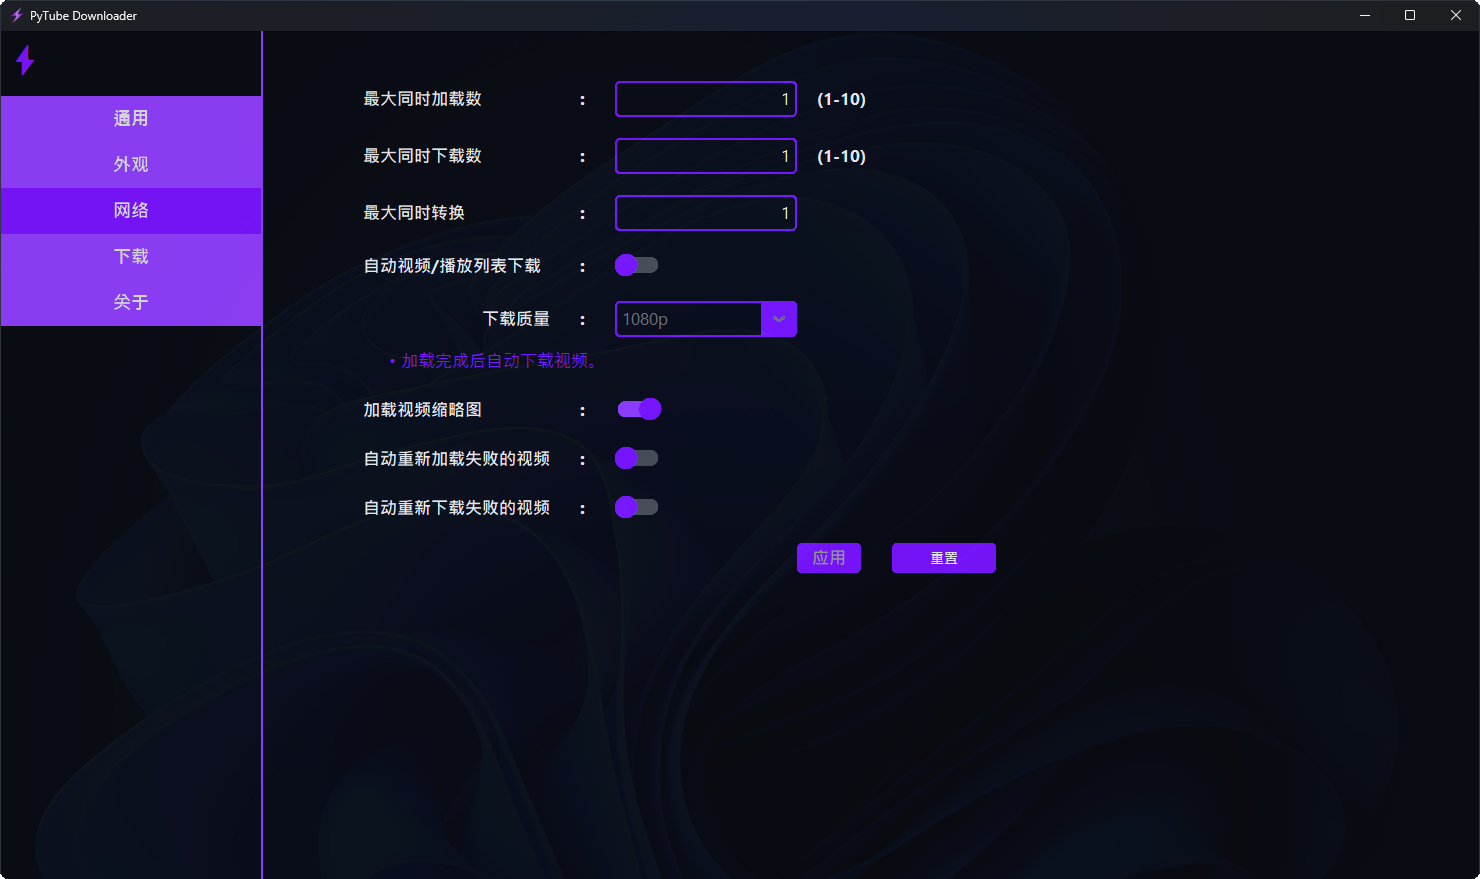 PyTube Downloader
通用
外观
网络
下载
关于
最大同时加载数 : 1 (1-10)
最大同时下载数 : 1 (1-10)
最大同时转换 : 1
自动视频/播放列表下载 :
下载质量 : 1080p
• 加载完成后自动下载视频。
加载视频缩略图 :
自动重新加载失败的视频 :
自动重新下载失败的视频 :
应用 重置